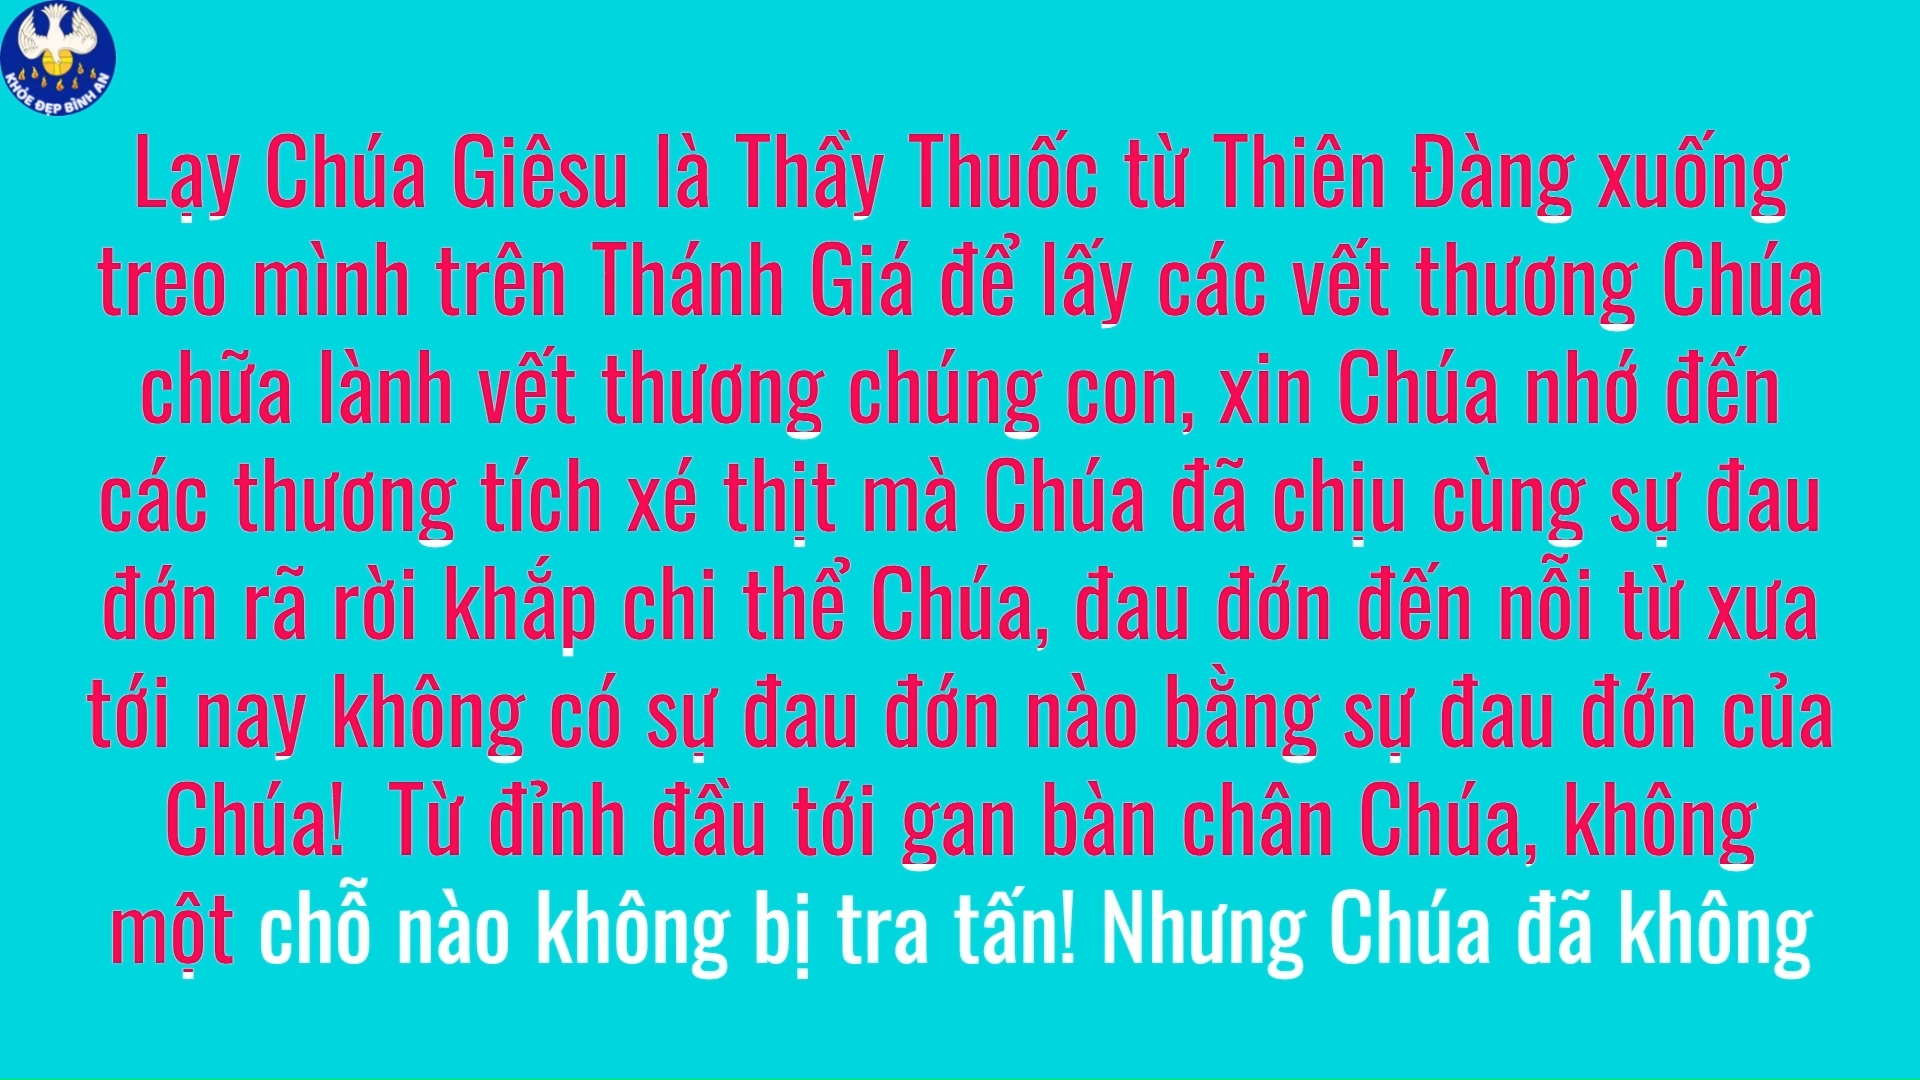 KHỎE ĐẸP BÌNH AN
Lạy Chúa Giêsu là Thầy Thuốc từ Thiên Đàng xuống
treo mình trên Thánh Giá để lấy các vết thương Chúa
chữa lành vết thương chúng con, xin Chúa nhớ đến
các thương tích xé thịt mà Chúa đã chịu cùng sự đau
đớn rã rời khắp chi thể Chúa, đau đớn đến nỗi từ xưa
tới nay không có sự đau đớn nào bằng sự đau đớn của
Chúa!  Từ đỉnh đầu tới gan bàn chân Chúa, không
một chỗ nào không bị tra tấn! Nhưng Chúa đã không